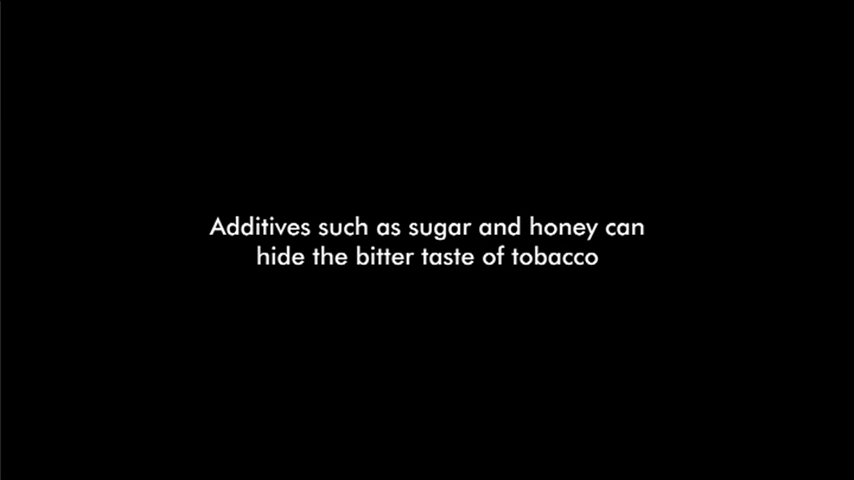 Additives such as sugar and honey can
hide the bitter taste of tobacco